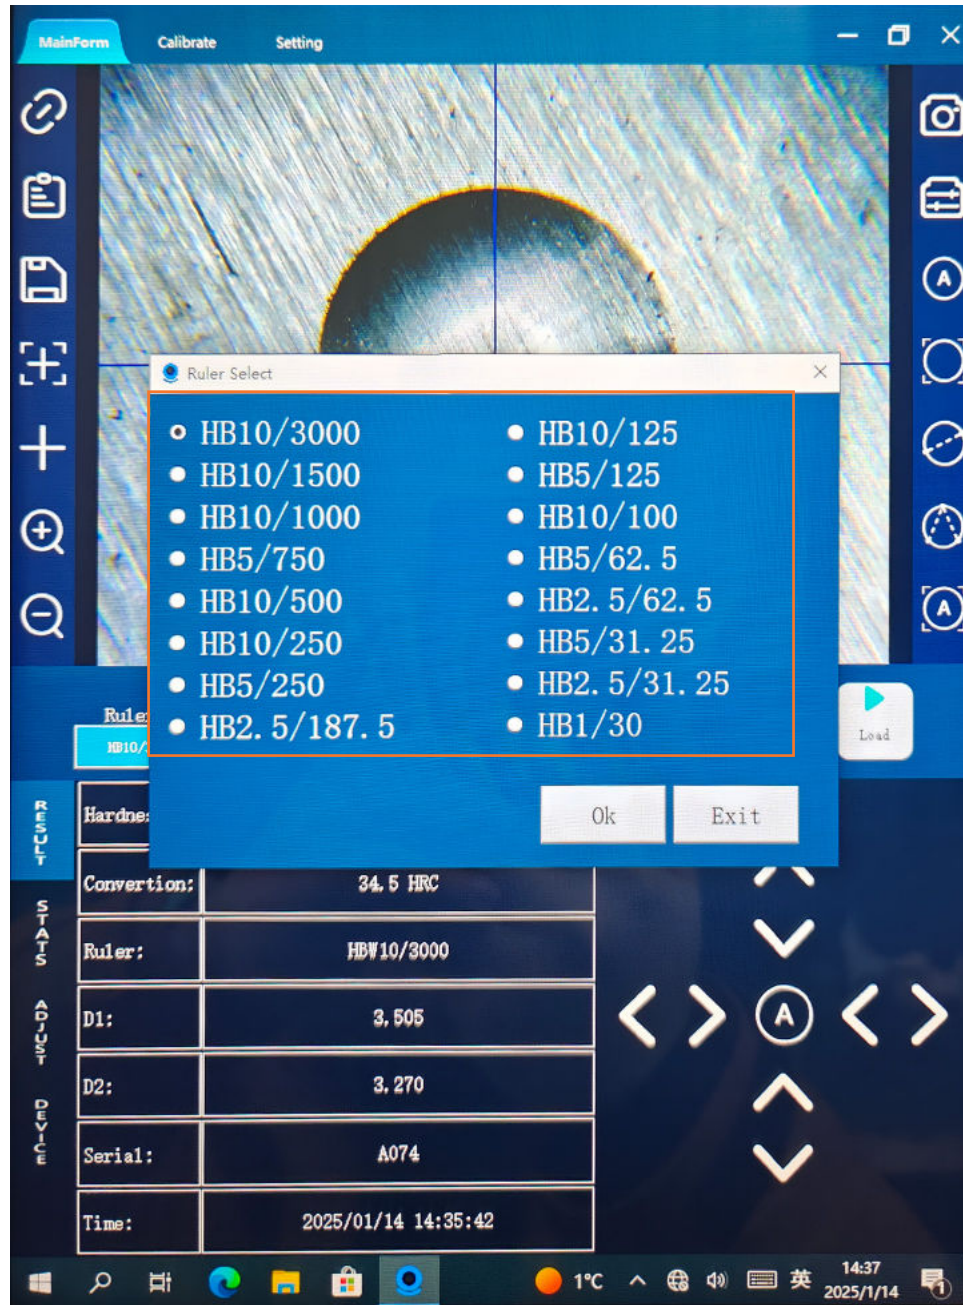 MainForm Calibrate Setting
Ruler Select
HB10/3000 HB10/125
HB10/1500 HB5/125
HB10/1000 HB10/100
HB5/750 HB5/62.5
HB10/500 HB2.5/62.5
HB10/250 HB5/31.25
HB5/250 HB2.5/31.25
HB2.5/187.5 HB1/30
Ok Exit
Load
RESULT
STATS
ADJUST
DEVICE
Convertion: 34.5 HRC
Ruler: HBW10/3000
D1: 3.505
D2: 3.270
Serial: A074
Time: 2025/01/14 14:35:42
A
A
A
1°C 英 14:37
2025/1/14
1